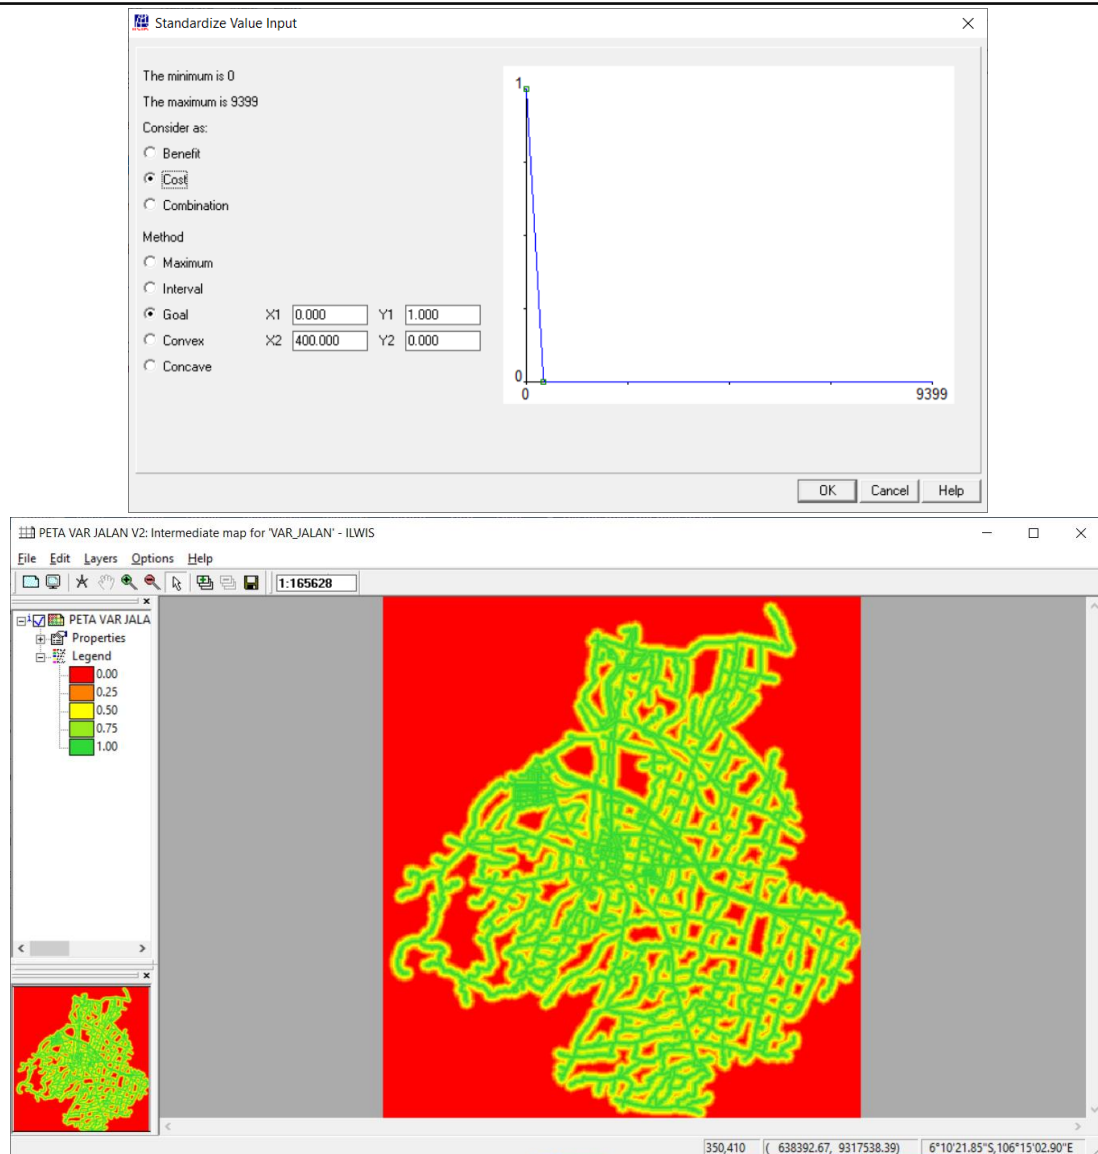 Standardize Value Input
The minimum is 0
The maximum is 9399
Consider as:
Benefit
Cost
Combination
Method
Maximum
Interval
Goal X1 0.000 Y1 1.000
Convex X2 400.000 Y2 0.000
Concave
1
0
0 9399
OK Cancel Help
PETA VAR JALAN V2: Intermediate map for 'VAR_JALAN' - ILWIS
File Edit Layers Options Help
1:165628
PETA VAR JALA
Properties
Legend
0.00
0.25
0.50
0.75
1.00
350,410 ( 638392.67, 9317538.39) 6°10'21.85"S,106°15'02.90"E